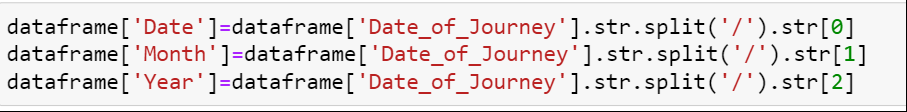 dataframe['Date']=dataframe['Date_of_Journey'].str.split('/').str[0]
dataframe['Month']=dataframe['Date_of_Journey'].str.split('/').str[1]
dataframe['Year']=dataframe['Date_of_Journey'].str.split('/').str[2]